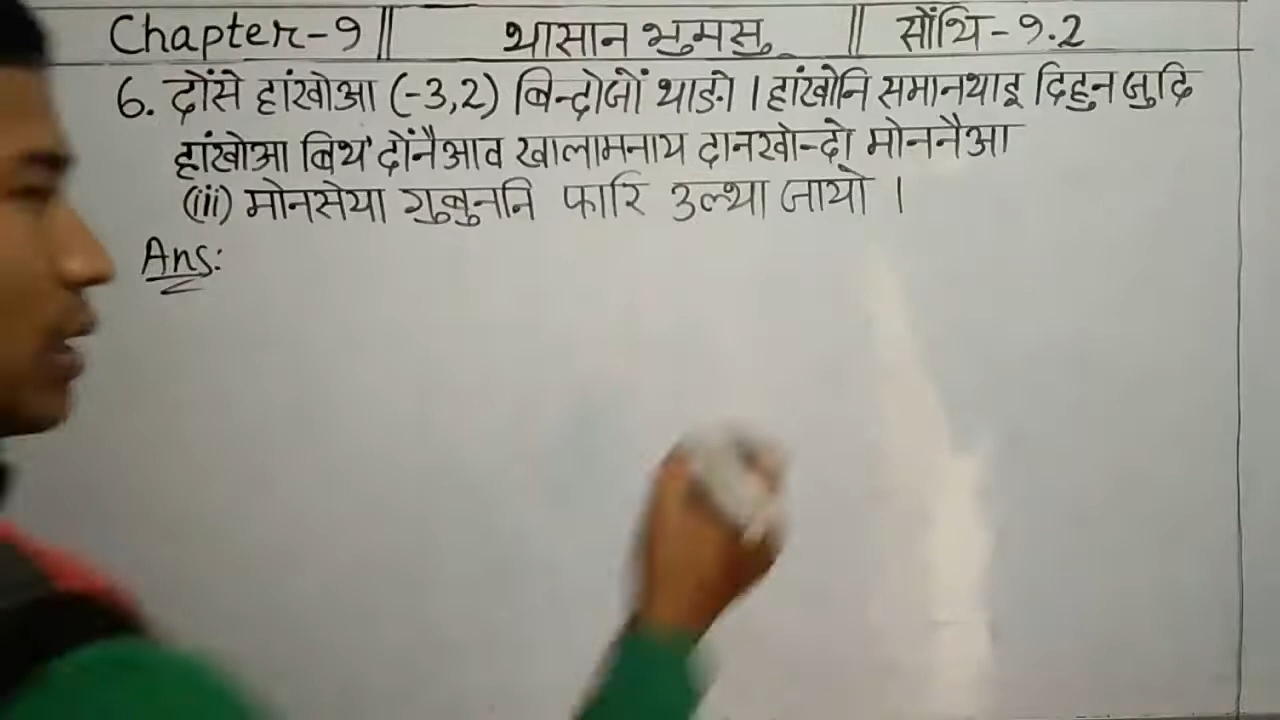 Chapter-9 || थासान भुमसु || सोंथि - 9.2
6. दोंसे हांखोआ (-3,2) बिन्दोजों थाङो । हांखोनि समानथाइ दिहुन जुदि
हांखोआ बिथ' दोंनैआव खालामनाय दानखो-दो मोननैआ
(iii) मोनसेया गुबुननि फारि उल्था जायो ।
Ans: